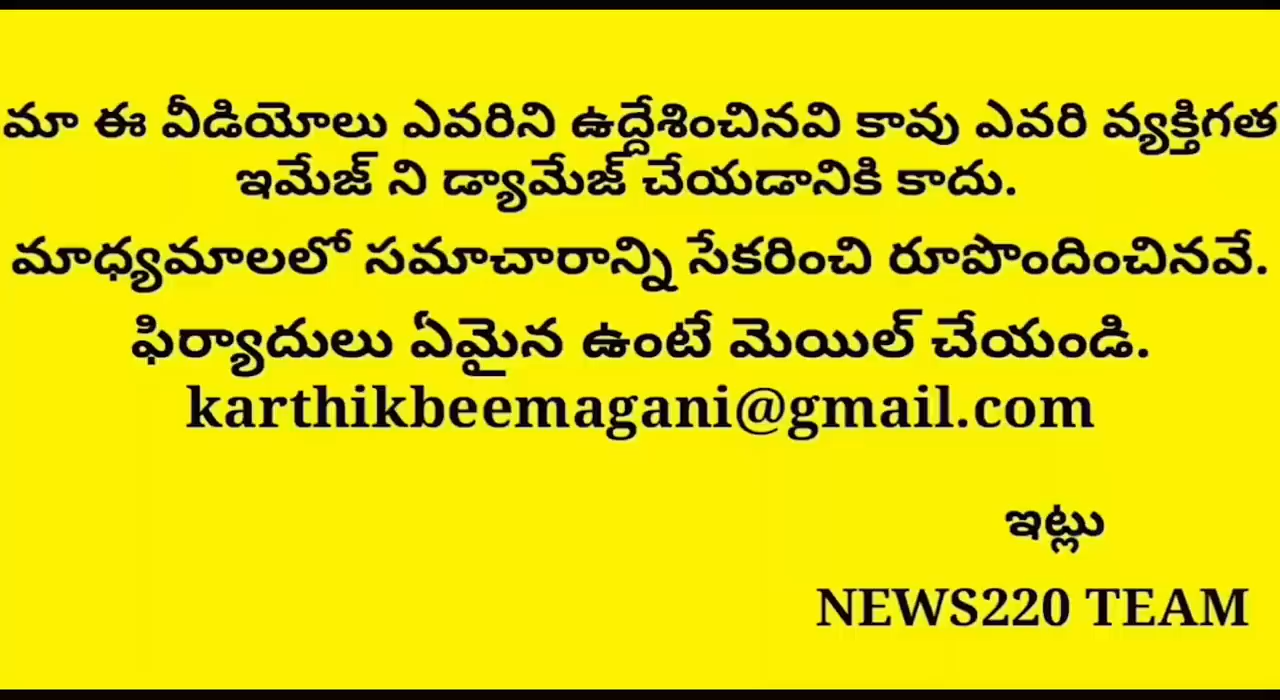 మా ఈ వీడియోలు ఎవరిని ఉద్దేశించినవి కావు ఎవరి వ్యక్తిగత
ఇమేజ్ ని డ్యామేజ్ చేయడానికి కాదు.
మాధ్యమాలలో సమాచారాన్ని సేకరించి రూపొందించినవే.
ఫిర్యాదులు ఏమైన ఉంటే మెయిల్ చేయండి.
karthikbeemagani@gmail.com
ఇట్లు
NEWS220 TEAM